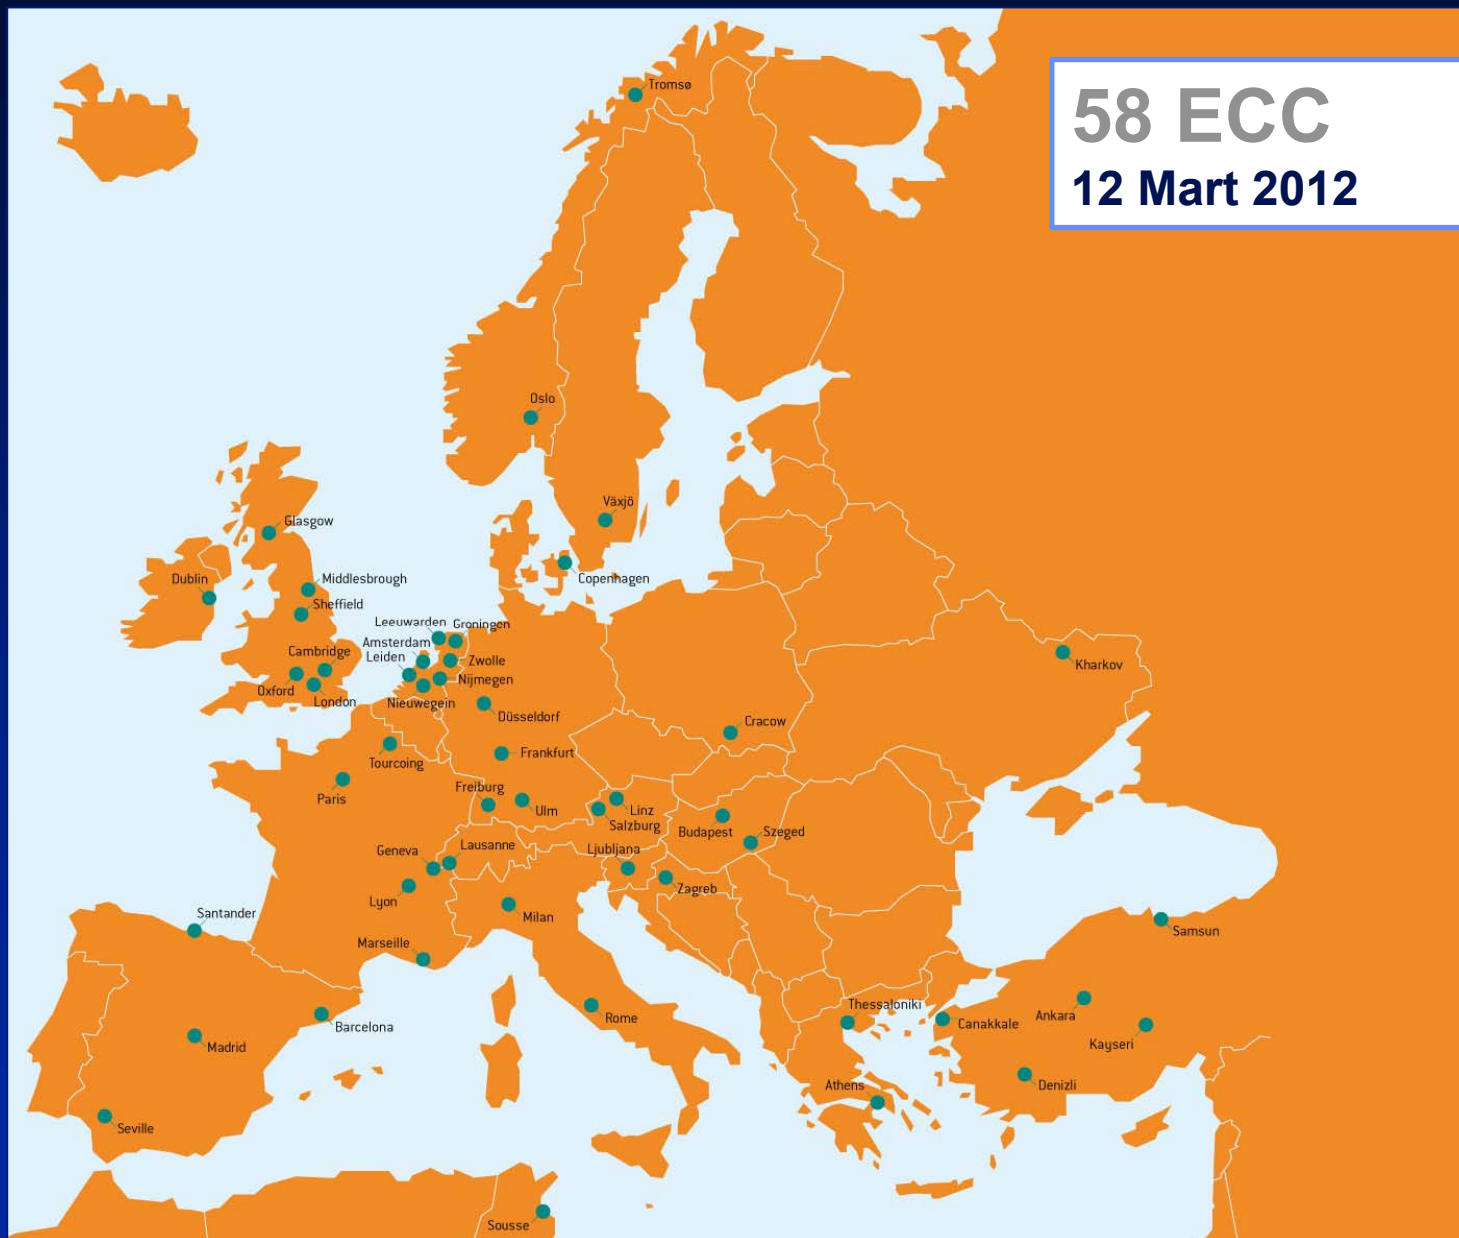 58 ECC
12 Mart 2012
Tromsø
Oslo
Växjö
Glasgow
Copenhagen
Dublin
Middlesbrough
Sheffield
Leeuwarden
Groningen
Amsterdam
Leiden
Zwolle
Cambridge
Nijmegen
Kharkov
Oxford
London
Nieuwegein
Düsseldorf
Cracow
Frankfurt
Tourcoing
Paris
Freiburg
Ulm
Linz
Salzburg
Budapest
Szeged
Geneva
Lausanne
Ljubljana
Zagreb
Lyon
Milan
Santander
Samsun
Marseille
Thessaloniki
Rome
Barcelona
Canakkale
Ankara
Kayseri
Madrid
Athens
Denizli
Seville
Sousse